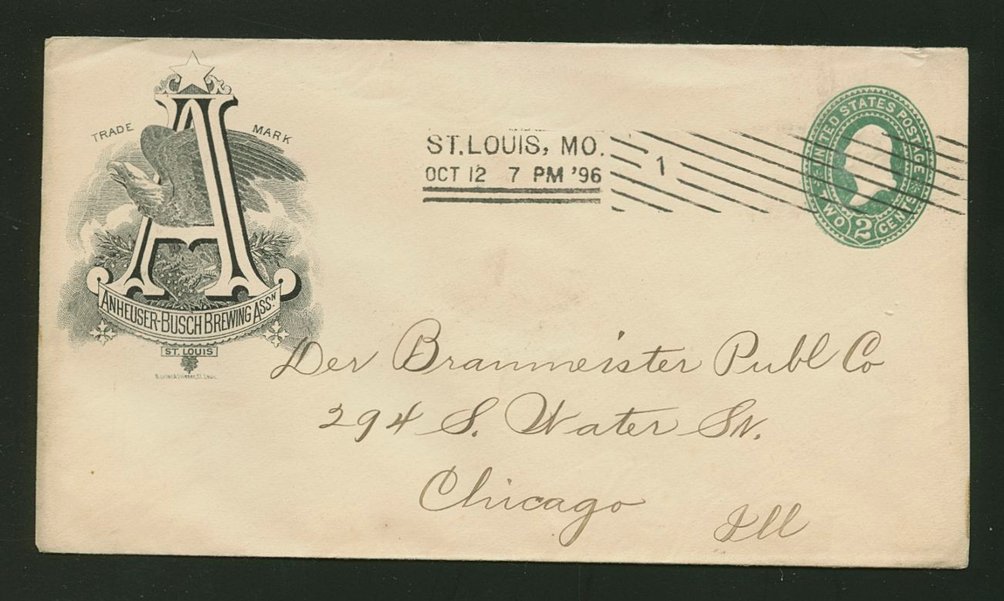 TRADE MARK
A
ANHEUSER-BUSCH BREWING ASS'N
ST. LOUIS
ST. LOUIS, MO.
OCT 12 7 PM '96
1
UNITED STATES POSTAGE
TWO 2 CENTS
Der Braumeister Publ Co
294 S. Water St.
Chicago
Ill